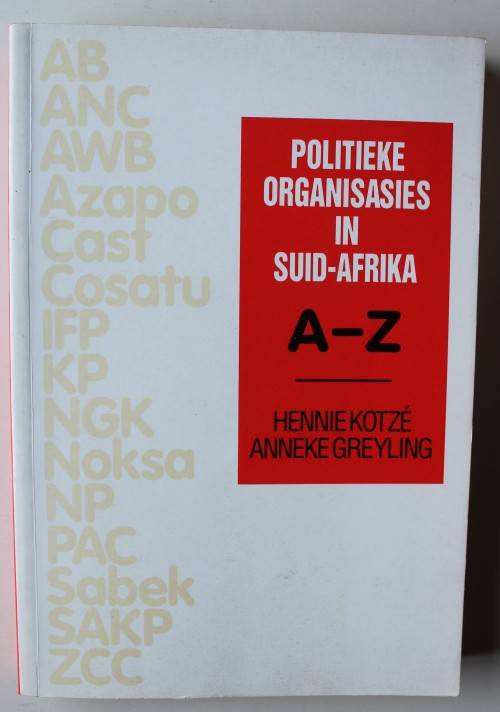 AB
ANC
AWB
Azapo
Cast
Cosatu
IFP
KP
NGK
Noksa
NP
PAC
Sabek
SAKP
ZCC
POLITIEKE
ORGANISASIES
IN
SUID-AFRIKA
A–Z
HENNIE KOTZÉ
ANNEKE GREYLING